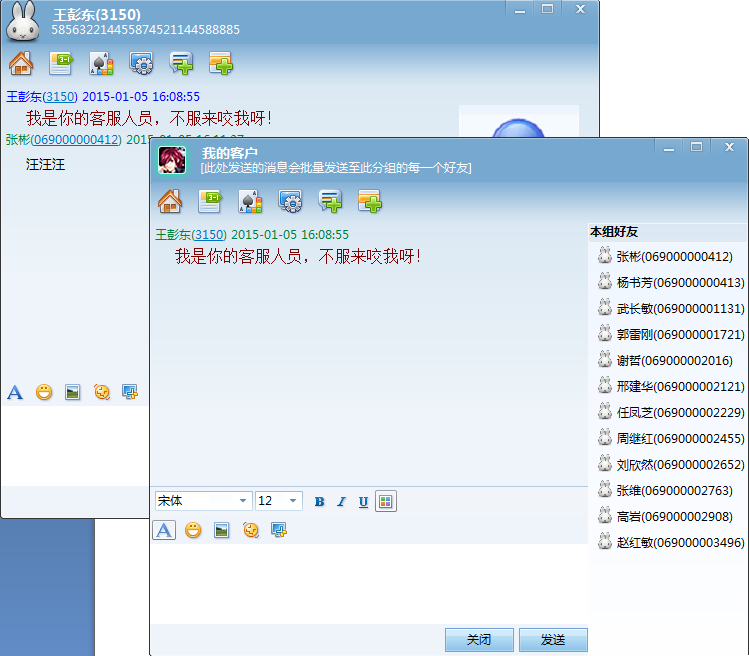 王彭东(3150)
585632214455874521144588885
王彭东(3150) 2015-01-05 16:08:55
我是你的客服人员，不服来咬我呀!
张彬(069000000412)
汪汪汪
我的客户
[此处发送的消息会批量发送至此分组的每一个好友]
王彭东(3150) 2015-01-05 16:08:55
我是你的客服人员，不服来咬我呀!
宋体
12
B I U
关闭
发送
本组好友
张彬(069000000412)
杨书芳(069000000413)
武长敏(069000001131)
郭雷刚(069000001721)
谢哲(069000002016)
邢建华(069000002121)
任凤芝(069000002229)
周继红(069000002455)
刘欣然(069000002652)
张维(069000002763)
高岩(069000002908)
赵红敏(069000003496)